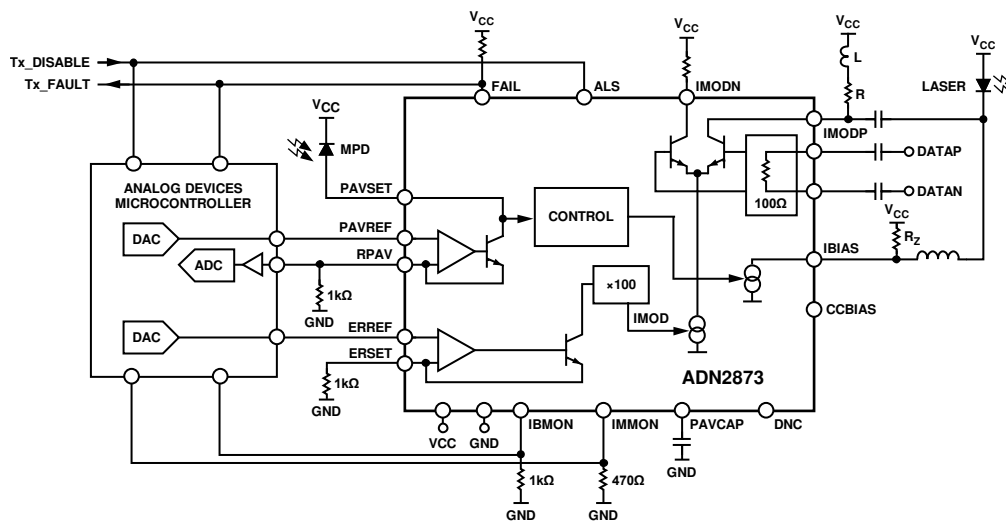 VCC
VCC
VCC
VCC
Tx_DISABLE
Tx_FAULT
L
R
LASER
FAIL
ALS
IMODN
IMODP
VCC
MPD
DATAP
DATAN
100Ω
ANALOG DEVICES
MICROCONTROLLER
PAVSET
CONTROL
VCC
RZ
DAC
PAVREF
ADC
RPAV
IBIAS
1kΩ
GND
×100
IMOD
CCBIAS
DAC
ERREF
ERSET
1kΩ
GND
ADN2873
VCC
GND
IBMON
IMMON
PAVCAP
DNC
GND
1kΩ
470Ω
GND
GND